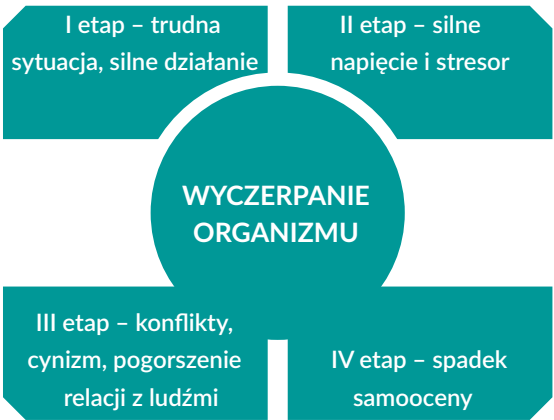 I etap – trudna
sytuacja, silne działanie
II etap – silne
napięcie i stresor
WYCZERPANIE
ORGANIZMU
III etap – konflikty,
cynizm, pogorszenie
relacji z ludźmi
IV etap – spadek
samooceny